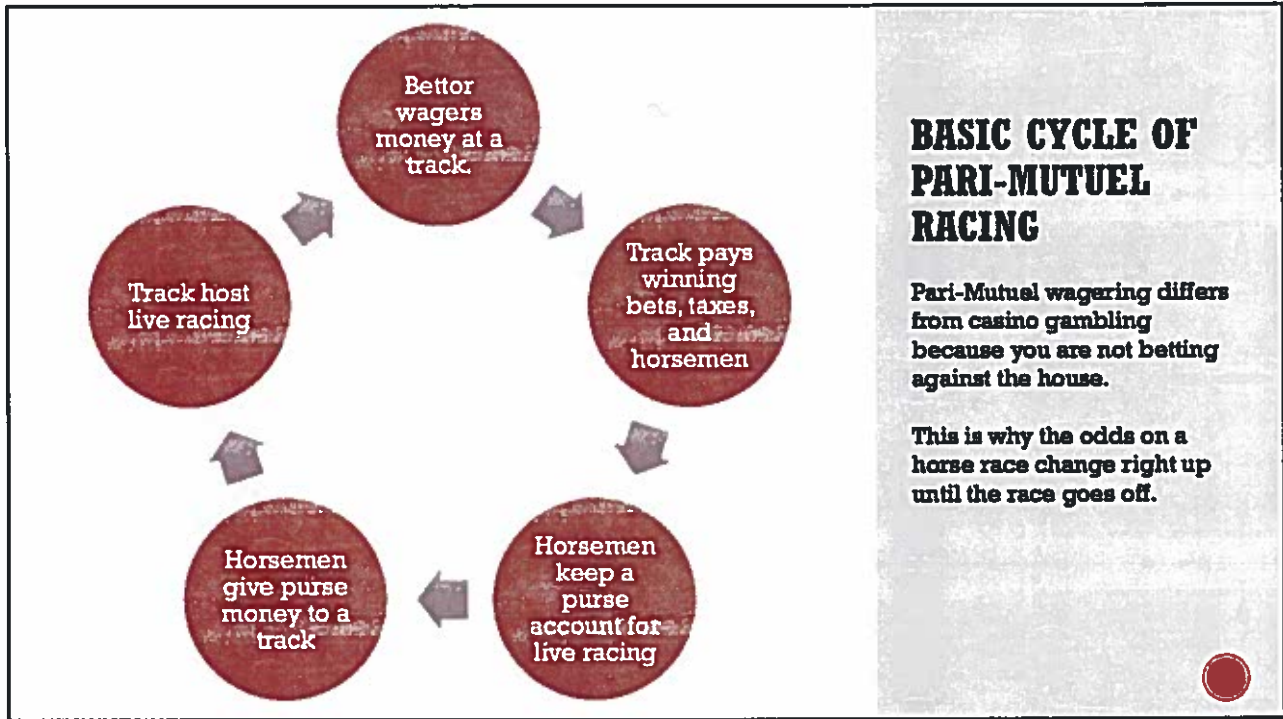 Bettor
wagers
money at a
track.
Track pays
winning
bets, taxes,
and
horsemen
Horsemen
keep a
purse
account for
live racing
Horsemen
give purse
money to a
track
Track host
live racing
BASIC CYCLE OF
PARI-MUTUEL
RACING
Pari-Mutuel wagering differs
from casino gambling
because you are not betting
against the house.
This is why the odds on a
horse race change right up
until the race goes off.